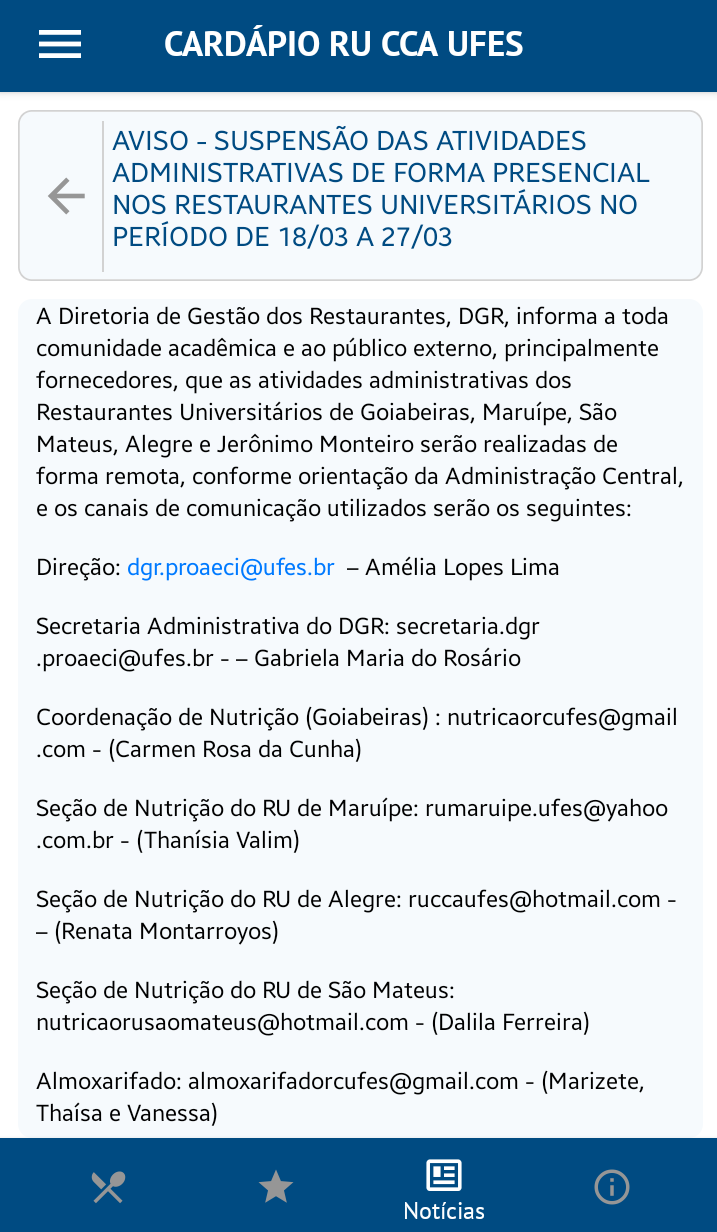 CARDÁPIO RU CCA UFES
AVISO - SUSPENSÃO DAS ATIVIDADES
ADMINISTRATIVAS DE FORMA PRESENCIAL
NOS RESTAURANTES UNIVERSITÁRIOS NO
PERÍODO DE 18/03 A 27/03
A Diretoria de Gestão dos Restaurantes, DGR, informa a toda
comunidade acadêmica e ao público externo, principalmente
fornecedores, que as atividades administrativas dos
Restaurantes Universitários de Goiabeiras, Maruípe, São
Mateus, Alegre e Jerônimo Monteiro serão realizadas de
forma remota, conforme orientação da Administração Central,
e os canais de comunicação utilizados serão os seguintes:
Direção: dgr.proaeci@ufes.br – Amélia Lopes Lima
Secretaria Administrativa do DGR: secretaria.dgr
.proaeci@ufes.br - – Gabriela Maria do Rosário
Coordenação de Nutrição (Goiabeiras) : nutricaorcufes@gmail
.com - (Carmen Rosa da Cunha)
Seção de Nutrição do RU de Maruípe: rumaruipe.ufes@yahoo
.com.br - (Thanísia Valim)
Seção de Nutrição do RU de Alegre: ruccaufes@hotmail.com -
– (Renata Montarroyos)
Seção de Nutrição do RU de São Mateus:
nutricaorusaomateus@hotmail.com - (Dalila Ferreira)
Almoxarifado: almoxarifadorcufes@gmail.com - (Marizete,
Thaísa e Vanessa)
Notícias